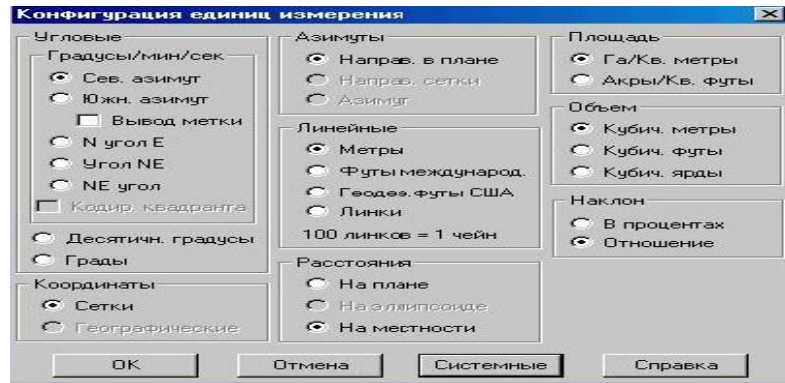 Конфигурация единиц измерения
Угловые
Градусы/мин/сек
Сев. азимут
Южн. азимут
Вывод метки
N угол E
Угол NE
NE угол
Кодир. квадранта
Десятичн. градусы
Грады
Координаты
Сетки
Географические
Азимуты
Направ. в плане
Направ. сетки
Азимут
Линейные
Метры
Футы международ.
Геодез. футы США
Линки
100 линков = 1 чейн
Расстояния
На плане
На эллипсоиде
На местности
Площадь
Га/Кв. метры
Акры/Кв. футы
Объем
Кубич. метры
Кубич. футы
Кубич. ярды
Наклон
В процентах
Отношение
OK
Отмена
Системные
Справка